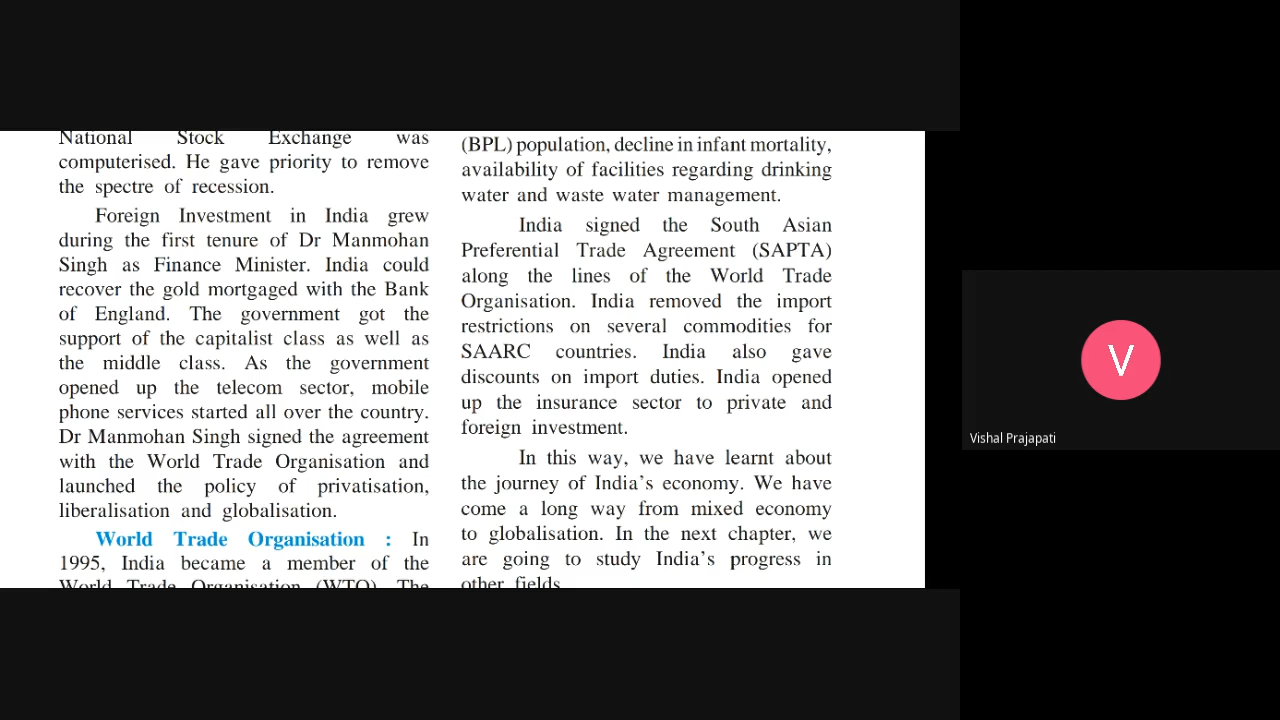 National Stock Exchange was
computerised. He gave priority to remove
the spectre of recession.
Foreign Investment in India grew
during the first tenure of Dr Manmohan
Singh as Finance Minister. India could
recover the gold mortgaged with the Bank
of England. The government got the
support of the capitalist class as well as
the middle class. As the government
opened up the telecom sector, mobile
phone services started all over the country.
Dr Manmohan Singh signed the agreement
with the World Trade Organisation and
launched the policy of privatisation,
liberalisation and globalisation.
World Trade Organisation : In
1995, India became a member of the
World Trade Organisation (WTO). The
(BPL) population, decline in infant mortality,
availability of facilities regarding drinking
water and waste water management.
India signed the South Asian
Preferential Trade Agreement (SAPTA)
along the lines of the World Trade
Organisation. India removed the import
restrictions on several commodities for
SAARC countries. India also gave
discounts on import duties. India opened
up the insurance sector to private and
foreign investment.
In this way, we have learnt about
the journey of India's economy. We have
come a long way from mixed economy
to globalisation. In the next chapter, we
are going to study India's progress in
other fields.
V
Vishal Prajapati